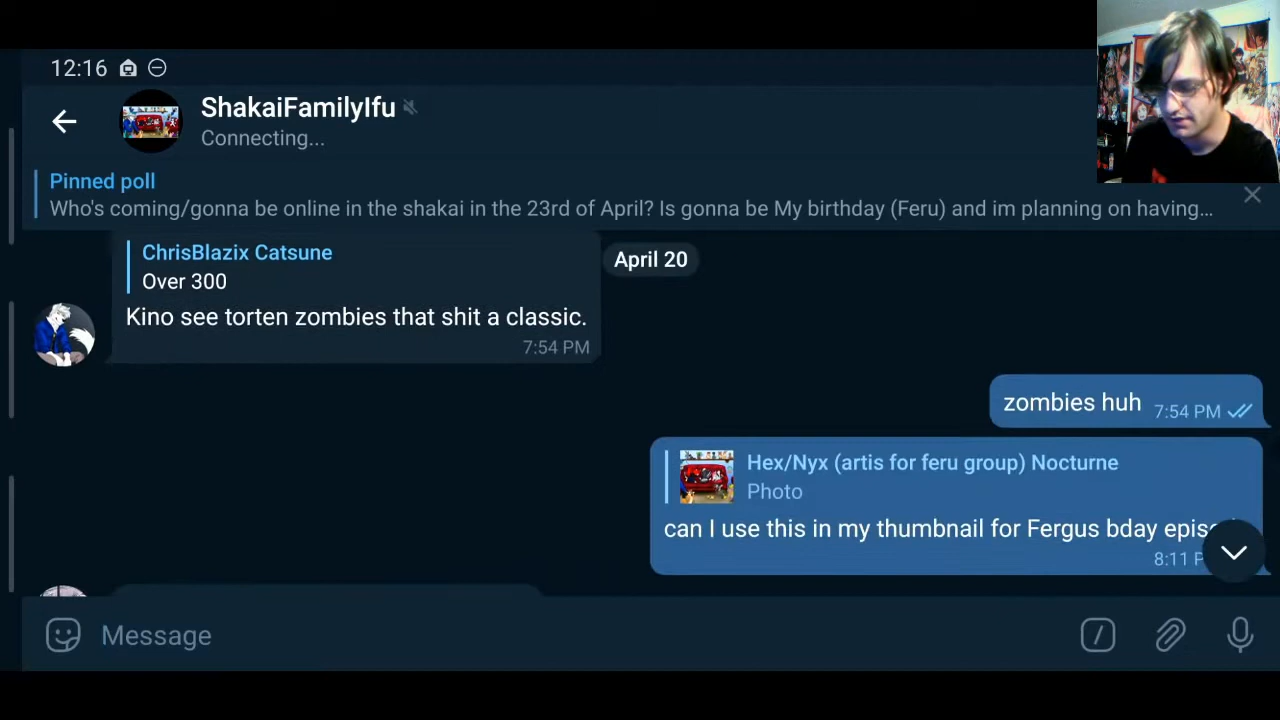 12:16
ShakaiFamilyIfu
Connecting...
Pinned poll
Who's coming/gonna be online in the shakai in the 23rd of April? Is gonna be My birthday (Feru) and im planning on having...
April 20
ChrisBlazix Catsune
Over 300
Kino see torten zombies that shit a classic.
7:54 PM
zombies huh
7:54 PM
Hex/Nyx (artis for feru group) Nocturne
Photo
can I use this in my thumbnail for Fergus bday
8:11
Message